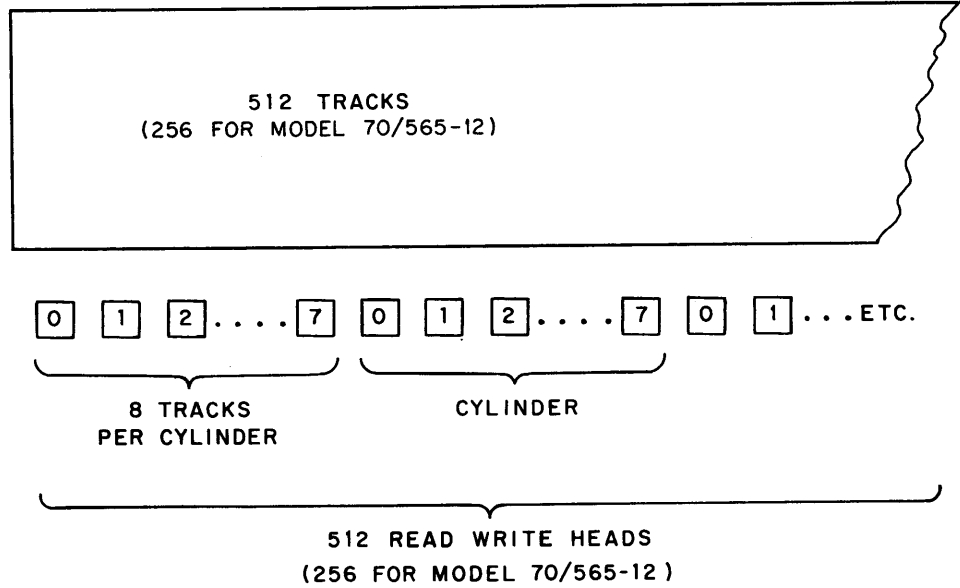 512 TRACKS
(256 FOR MODEL 70/565-12)
0 1 2 . . . . 7 0 1 2 . . . . 7 0 1 . . . ETC.
8 TRACKS
PER CYLINDER
CYLINDER
512 READ WRITE HEADS
(256 FOR MODEL 70/565-12)